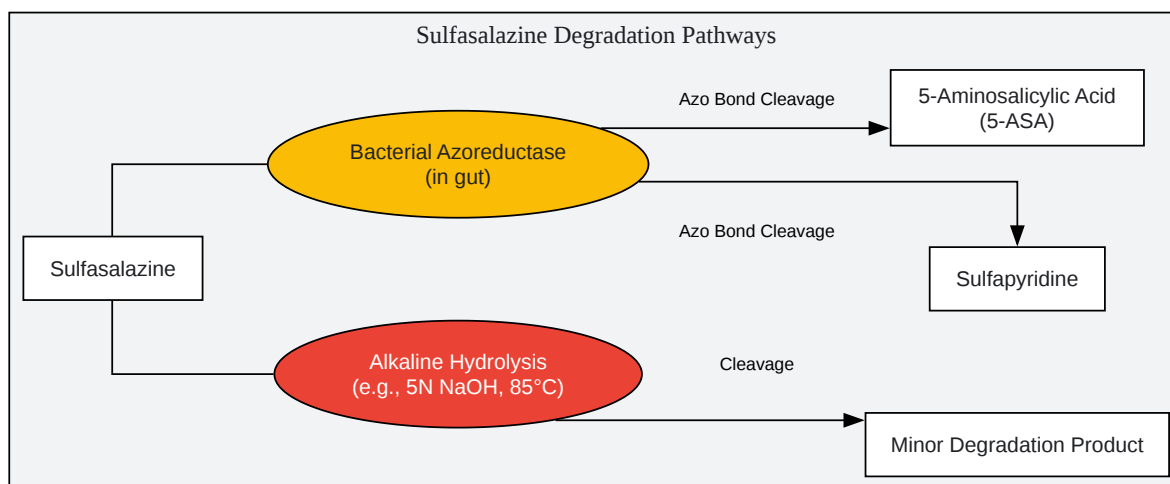 Sulfasalazine Degradation Pathways
Azo Bond Cleavage
5-Aminosalicylic Acid
(5-ASA)
Bacterial Azoreductase
(in gut)
Azo Bond Cleavage
Sulfasalazine
Sulfapyridine
Alkaline Hydrolysis
(e.g., 5N NaOH, 85°C)
Cleavage
Minor Degradation Product